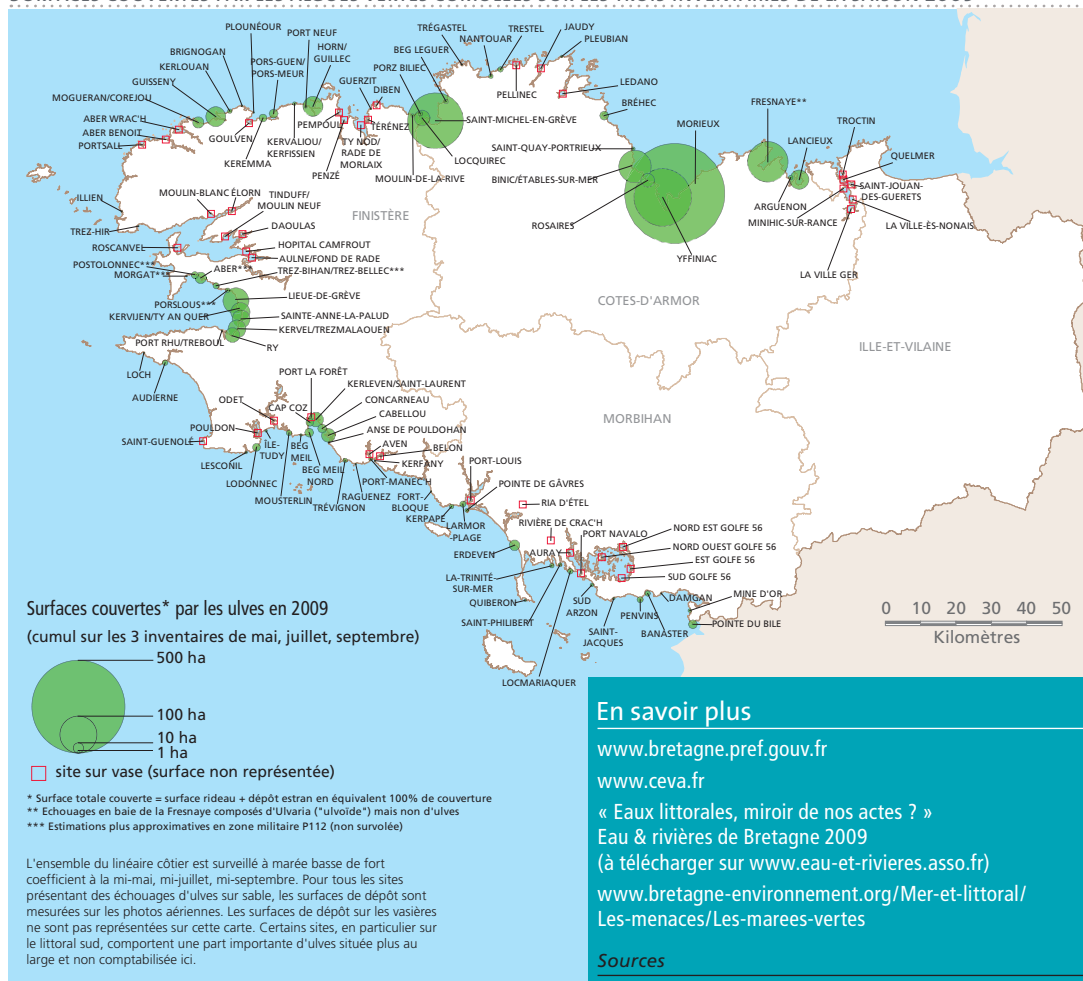 PLOUNÉOUR
BRIGNOGAN
PORT NEUF
KERLOUAN
PORS-GUEN/
PORS-MEUR
HORN/
GUILLEC
GUISSENY
MOGUERAN/COREJOU
ABER WRAC'H
ABER BENOIT
PORTSALL
GOULVEN
KEREMMA
KERVALIOU/
KERFISSIEN
PEMPOUL
PENZÉ
GUERZIT
DIBEN
TÉRÉNEZ
TY NOD/
RADE DE
MORLAIX
MOULIN-DE-LA-RIVE
PORZ BILIEC
BEG LEGUER
TRÉGASTEL
NANTOUAR
TRESTEL
JAUDY
PLEUBIAN
PELLINEC
LEDANO
BRÉHEC
SAINT-MICHEL-EN-GRÈVE
LOCQUIREC
SAINT-QUAY-PORTRIEUX
BINIC/ÉTABLES-SUR-MER
ROSAIRES
MORIEUX
YFFINIAC
FRESNAYE**
LANCIEUX
TROCTIN
QUELMER
SAINT-JOUAN-
DES-GUERETS
ARGUENON
MINIHIC-SUR-RANCE
LA VILLE-ÈS-NONAIS
LA VILLE GER
ILLIEN
MOULIN-BLANC
ÉLORN
TINDUFF/
MOULIN NEUF
TREZ-HIR
DAOULAS
ROSCANVEL
HOPITAL CAMFROUT
AULNE/FOND DE RADE
POSTOLONNEC***
ABER***
TREZ-BIHAN/TREZ-BELLEC***
MORGAT***
PORSLOUS***
LIEUE-DE-GRÈVE
KERVIJEN/TY AN QUER
SAINTE-ANNE-LA-PALUD
KERVEL/TREZMALAOUEN
PORT RHU/TREBOUL
RY
LOCH
AUDIERNE
FINISTÈRE
COTES-D'ARMOR
ILLE-ET-VILAINE
MORBIHAN
PORT LA FORÊT
KERLEVEN/SAINT-LAURENT
ODET
CAP COZ
CONCARNEAU
CABELLOU
POULDON
ANSE DE POULDOHAN
SAINT-GUENOLÉ
LESCONIL
LODONNEC
ÎLE-
TUDY
MOUSTERLIN
BEG
MEIL
BEG MEIL
NORD
TRÉVIGNON
RAGUENEZ
AVEN
BELON
KERFANY
PORT-MANEC'H
FORT-
BLOQUE
KERPAPE
LARMOR
-PLAGE
PORT-LOUIS
POINTE DE GÂVRES
RIA D'ÉTEL
RIVIÈRE DE CRAC'H
PORT NAVALO
NORD EST GOLFE 56
NORD OUEST GOLFE 56
EST GOLFE 56
SUD GOLFE 56
ERDEVEN
AURAY
LA-TRINITÉ
SUR-MER
QUIBERON
SAINT-PHILIBERT
SUD
ARZON
SAINT-
JACQUES
PENVINS
BANASTER
DAMGAN
MINE D'OR
POINTE DU BILE
LOCMARIAQUER
0 10 20 30 40 50
Kilomètres
Surfaces couvertes* par les ulves en 2009
(cumul sur les 3 inventaires de mai, juillet, septembre)
500 ha
100 ha
10 ha
1 ha
site sur vase (surface non représentée)
* Surface totale couverte = surface rideau + dépôt estran en équivalent 100% de couverture
** Echouages en baie de la Fresnaye composés d'Ulvaria ("ulvoïde") mais non d'ulves
*** Estimations plus approximatives en zone militaire P112 (non survolée)
L'ensemble du linéaire côtier est surveillé à marée basse de fort
coefficient à la mi-mai, mi-juillet, mi-septembre. Pour tous les sites
présentant des échouages d'ulves sur sable, les surfaces de dépôt sont
mesurées sur les photos aériennes. Les surfaces de dépôt sur les vasières
ne sont pas représentées sur cette carte. Certains sites, en particulier sur
le littoral sud, comportent une part importante d'ulves située plus au
large et non comptabilisée ici.
En savoir plus
www.bretagne.pref.gouv.fr
www.ceva.fr
« Eaux littorales, miroir de nos actes ? »
Eau & rivières de Bretagne 2009
(à télécharger sur www.eau-et-rivieres.asso.fr)
www.bretagne-environnement.org/Mer-et-littoral/
Les-menaces/Les-marees-vertes
Sources